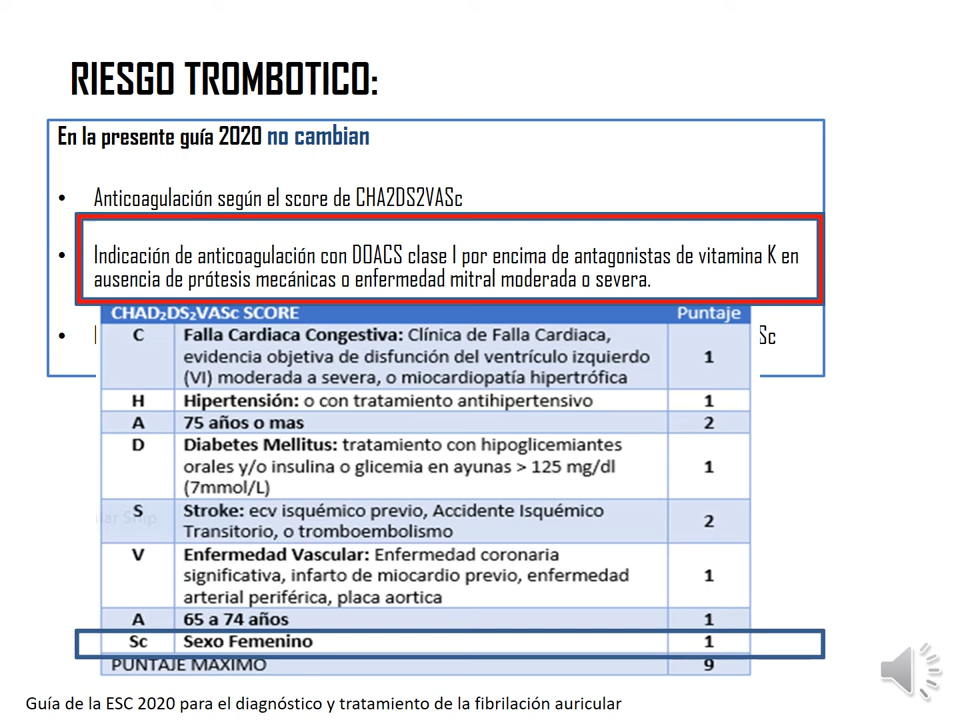 RIESGO TROMBOTICO:
En la presente guía 2020 no cambian
• Anticoagulación según el score de CHA2DS2VASc
• Indicación de anticoagulación con DOACS clase I por encima de antagonistas de vitamina K en
ausencia de prótesis mecánicas o enfermedad mitral moderada o severa.
CHAD₂DS₂VASc SCORE Puntaje
• Sc
C Falla Cardiaca Congestiva: Clínica de Falla Cardiaca,
evidencia objetiva de disfunción del ventrículo izquierdo 1
(VI) moderada a severa, o miocardiopatía hipertrófica
H Hipertensión: o con tratamiento antihipertensivo 1
A 75 años o mas 2
D Diabetes Mellitus: tratamiento con hipoglicemiantes
orales y/o insulina o glicemia en ayunas > 125 mg/dl 1
(7mmol/L)
S Stroke: ecv isquémico previo, Accidente Isquémico 2
Transitorio, o tromboembolismo
V Enfermedad Vascular: Enfermedad coronaria
significativa, infarto de miocardio previo, enfermedad 1
arterial periférica, placa aortica
A 65 a 74 años 1
Sc Sexo Femenino 1
PUNTAJE MAXIMO 9
Guía de la ESC 2020 para el diagnóstico y tratamiento de la fibrilación auricular